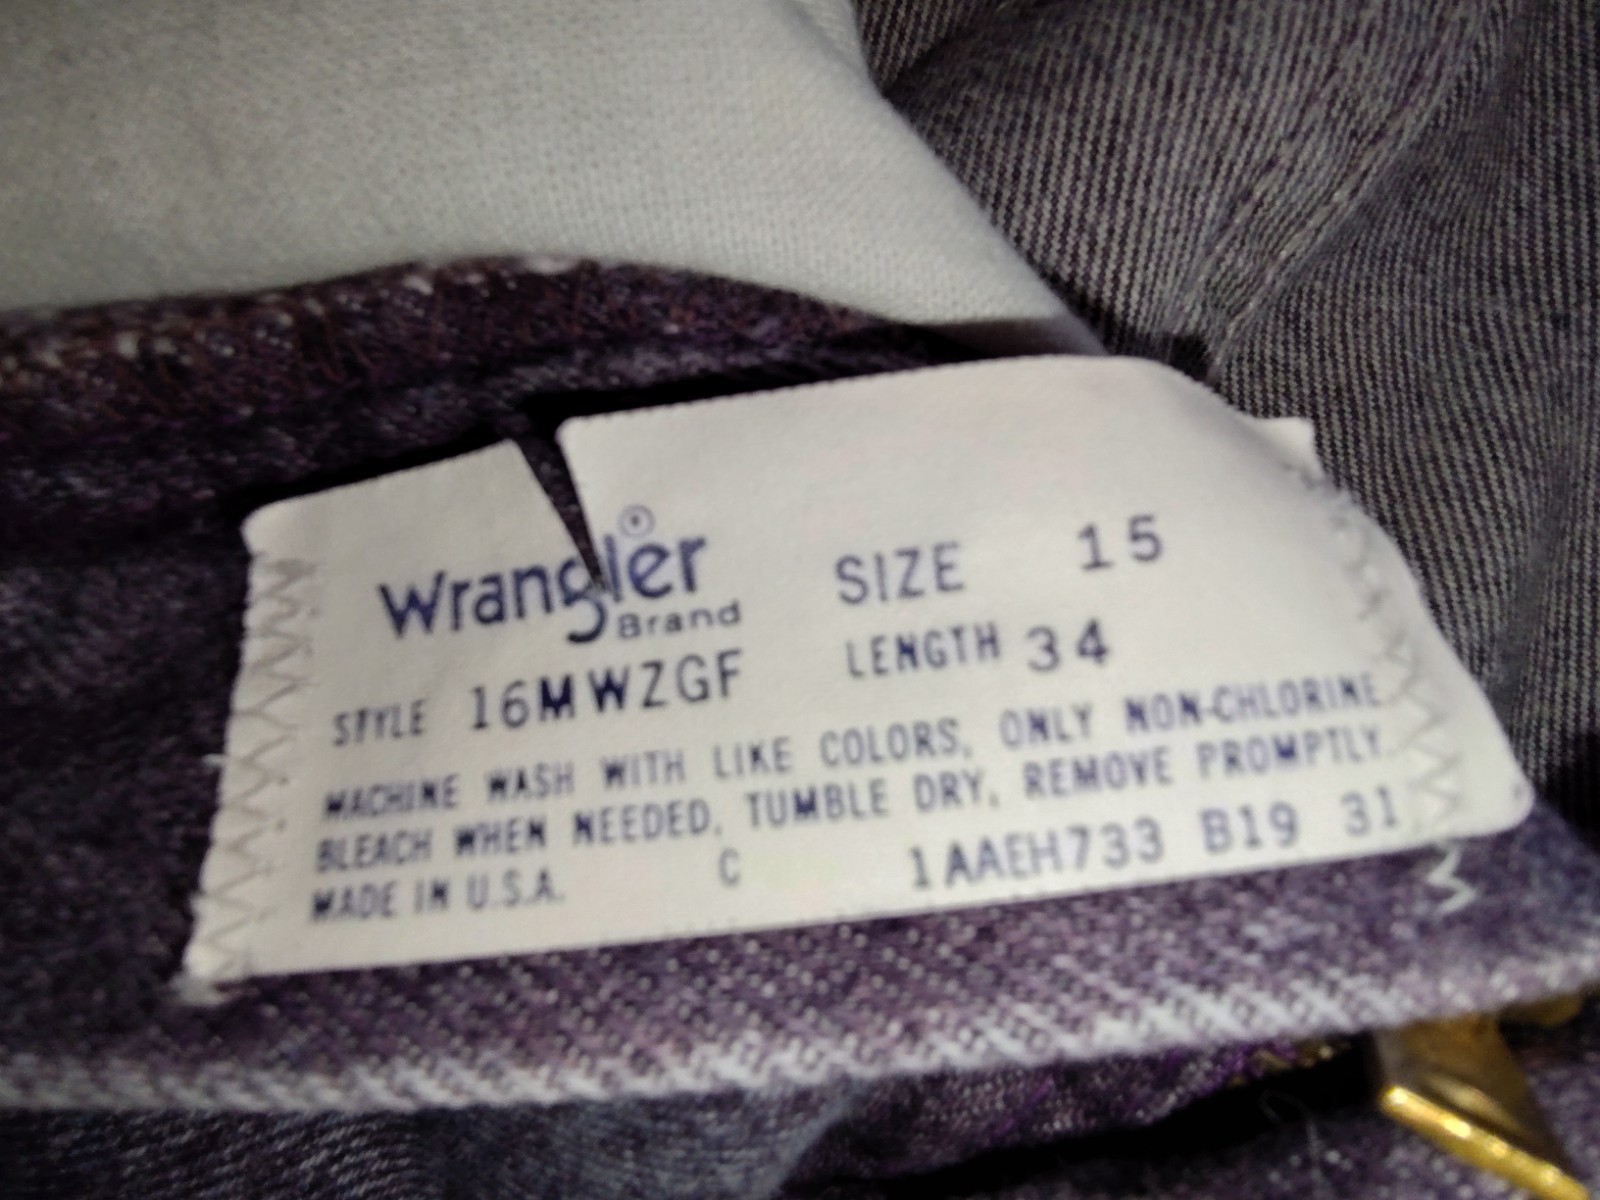 Wrangler®
Brand
SIZE 15
STYLE 16MWZGF LENGTH 34
MACHINE WASH WITH LIKE COLORS, ONLY NON-CHLORINE
BLEACH WHEN NEEDED, TUMBLE DRY, REMOVE PROMPTLY
MADE IN U.S.A. C 1AAEH733 B19 31